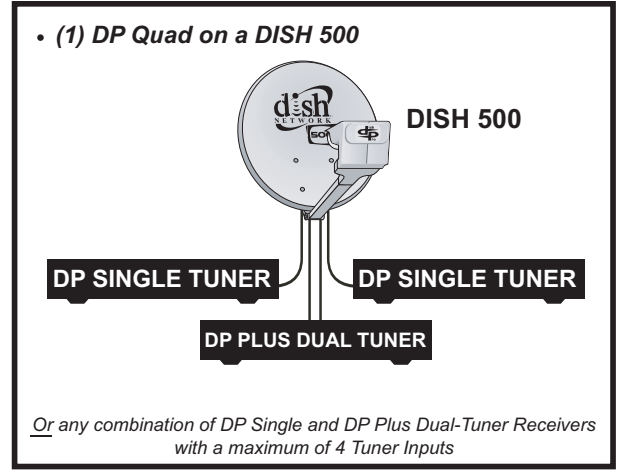 • (1) DP Quad on a DISH 500
dish
NETWORK
500
dp
DISH 500
DP SINGLE TUNER
DP SINGLE TUNER
DP PLUS DUAL TUNER
Or any combination of DP Single and DP Plus Dual-Tuner Receivers
with a maximum of 4 Tuner Inputs